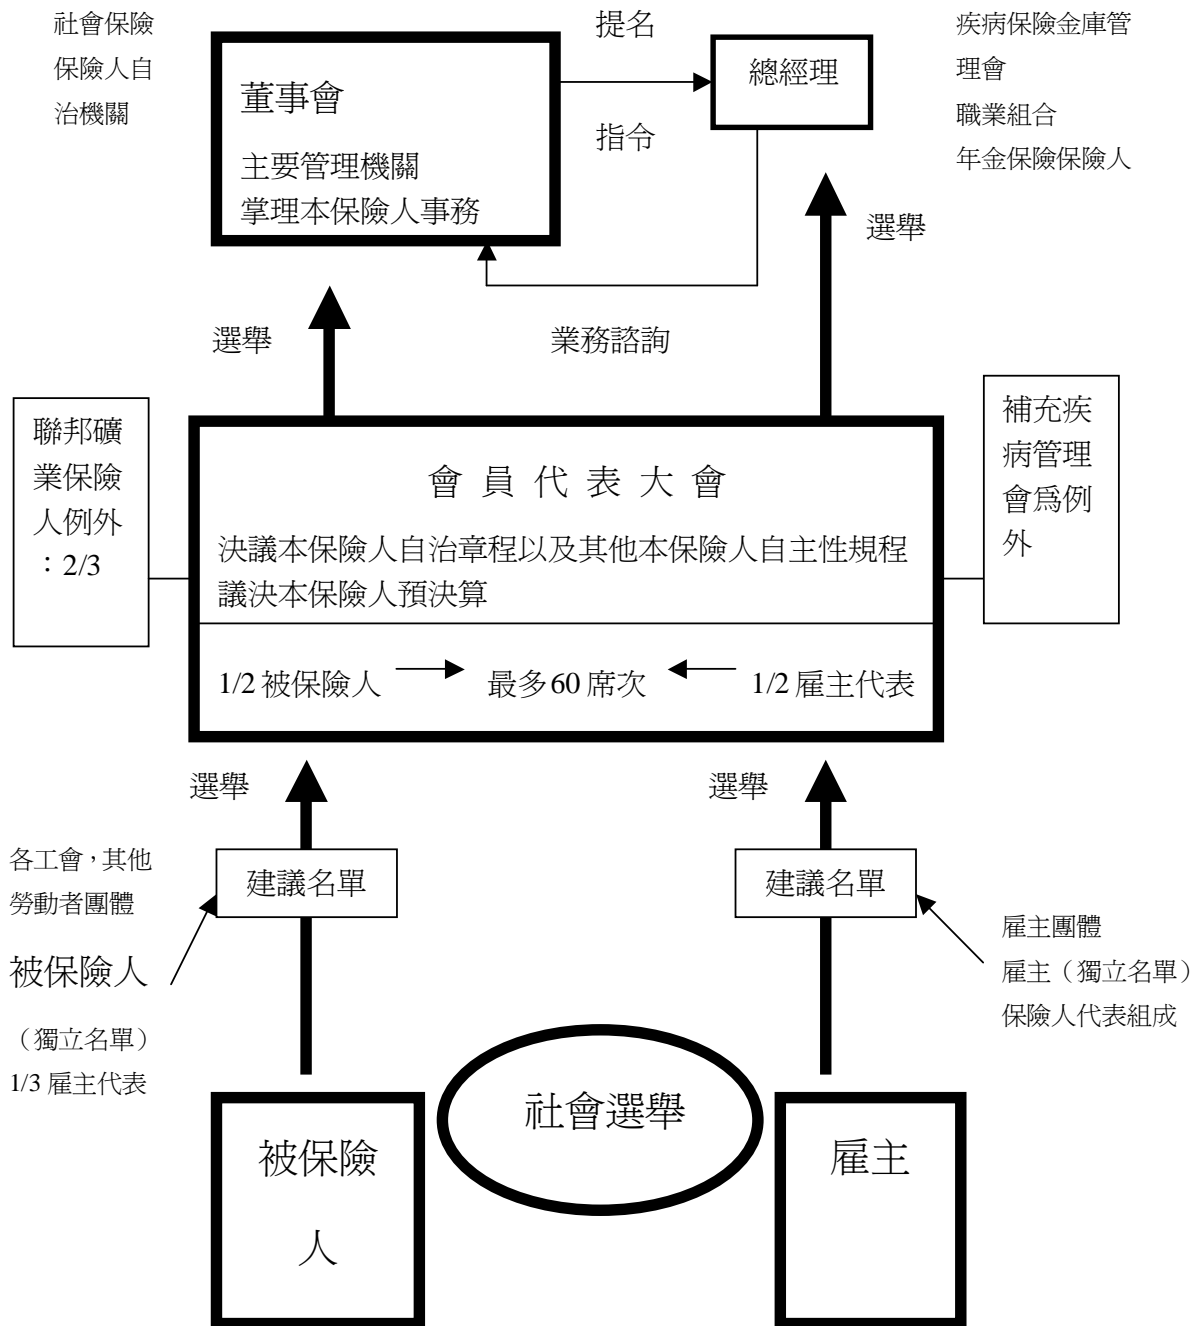 社會保險
保險人自
治機關
提名
疾病保險金庫管
理會
職業組合
年金保險保險人
董事會
主要管理機關
掌理本保險人事務
總經理
指令
選舉
選舉
業務諮詢
聯邦礦
業保險
人例外
：2/3
補充疾
病管理
會為例
外
會員代表大會
決議本保險人自治章程以及其他本保險人自主性規程
議決本保險人預決算
1/2 被保險人
最多60 席次
1/2 雇主代表
選舉
選舉
各工會，其他
勞動者團體
被保險人
（獨立名單）
1/3 雇主代表
建議名單
建議名單
雇主團體
雇主（獨立名單）
保險人代表組成
社會選舉
被保險
人
雇主